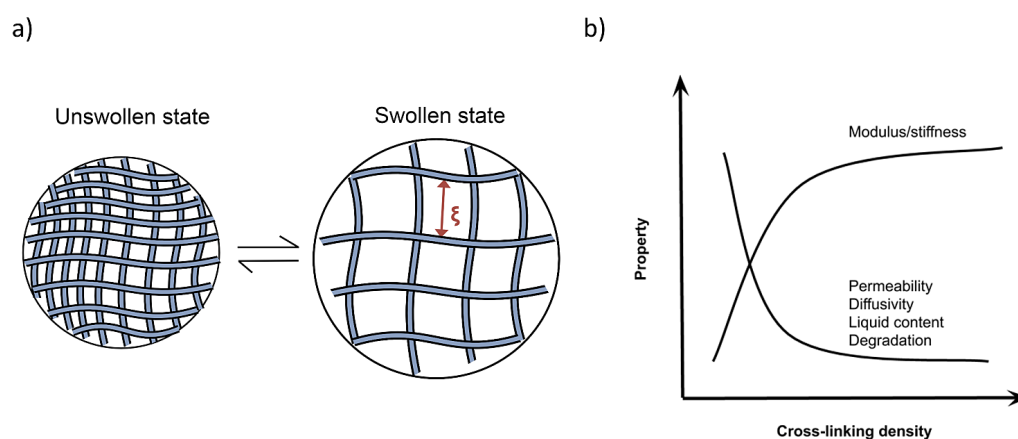 a)
Unswollen state
Swollen state
ξ
b)
Modulus/stiffness
Permeability
Diffusivity
Liquid content
Degradation
Property
Cross-linking density